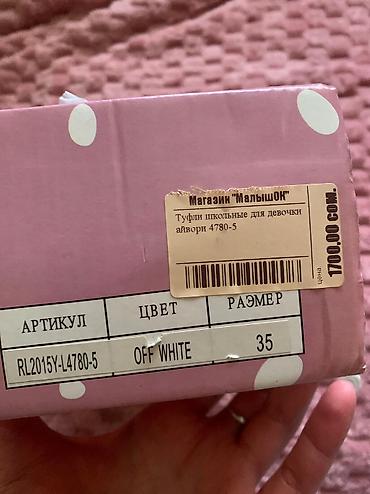 Магазин "МалышОК"
Туфли школьные для девочки
айвори 4780-5
цена
1700,00 сом.
АРТИКУЛ ЦВЕТ РАЗМЕР
RL2015Y-L4780-5 OFF WHITE 35